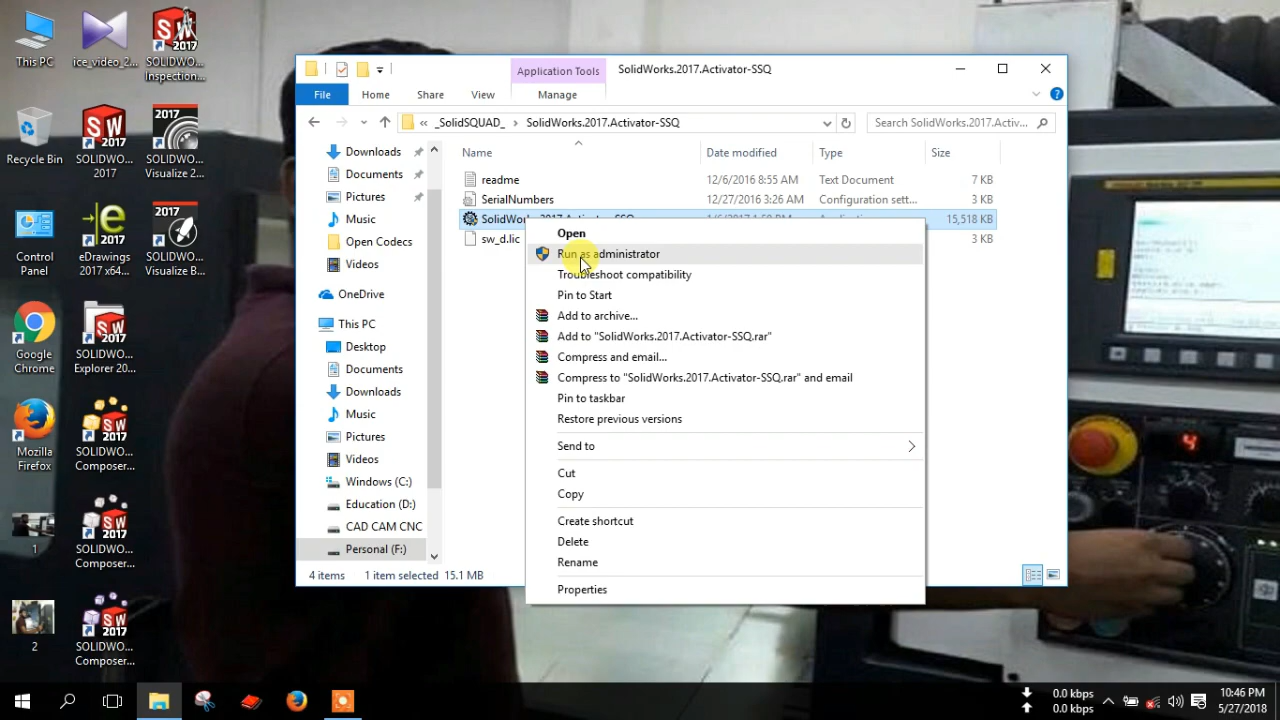 This PC
ice_video_2...
SOLIDWO...
Inspection...
Recycle Bin
SOLIDWO...
2017
SOLIDWO...
Visualize 2...
Control
Panel
eDrawings
2017 x64...
SOLIDWO...
Visualize B...
Google
Chrome
SOLIDWO...
Explorer 20...
Mozilla
Firefox
SOLIDWO...
Composer...
1
SOLIDWO...
Composer...
2
SOLIDWO...
Composer...
Application Tools
SolidWorks.2017.Activator-SSQ
File
Home
Share
View
Manage
« _SolidSQUAD_ › SolidWorks.2017.Activator-SSQ
Search SolidWorks.2017.Activ...
Name
Date modified
Type
Size
readme
12/6/2016 8:55 AM
Text Document
7 KB
SerialNumbers
12/27/2016 3:26 AM
Configuration sett...
3 KB
15,518 KB
sw_d.lic
3 KB
Downloads
Documents
Pictures
Music
Open Codecs
Videos
OneDrive
This PC
Desktop
Documents
Downloads
Music
Pictures
Videos
Windows (C:)
Education (D:)
CAD CAM CNC
Personal (F:)
Open
Run as administrator
Troubleshoot compatibility
Pin to Start
Add to archive...
Add to "SolidWorks.2017.Activator-SSQ.rar"
Compress and email...
Compress to "SolidWorks.2017.Activator-SSQ.rar" and email
Pin to taskbar
Restore previous versions
Send to
Cut
Copy
Create shortcut
Delete
Rename
Properties
4 items
1 item selected 15.1 MB
0.0 kbps
0.0 kbps
10:46 PM
5/27/2018